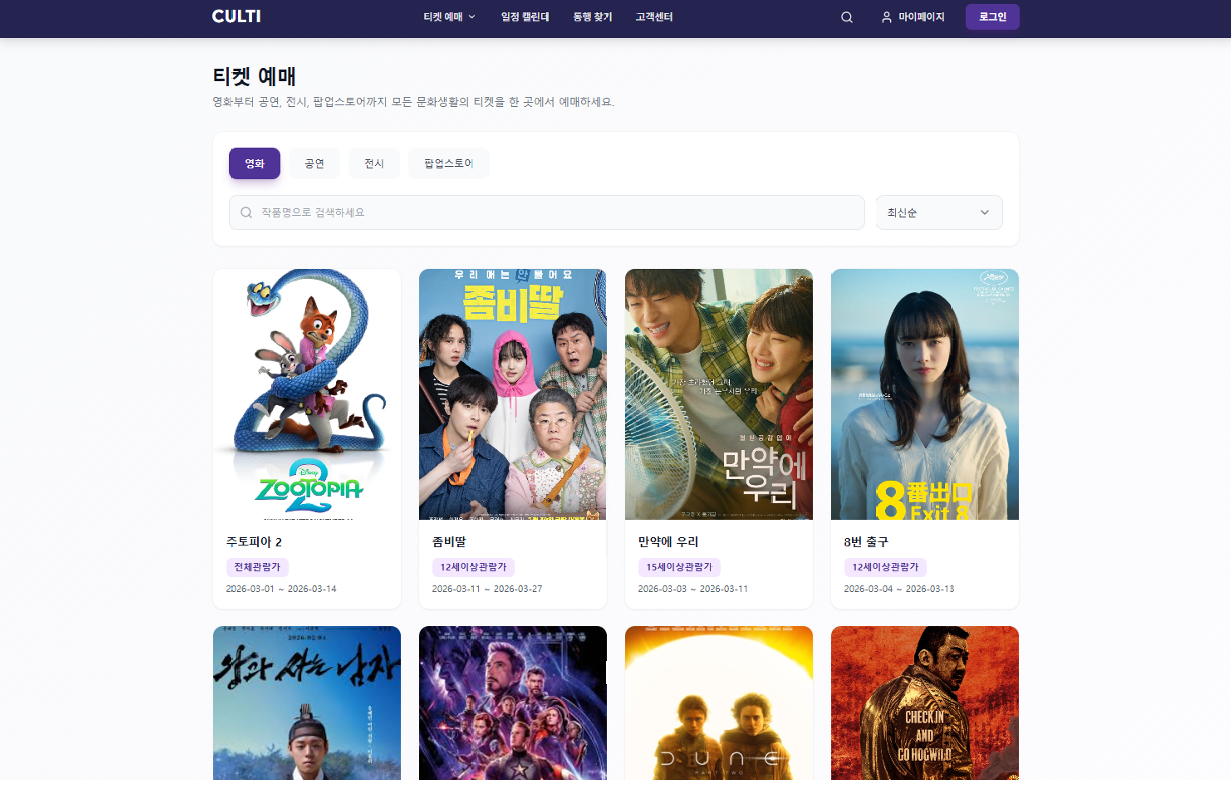 CULTI
티켓 예매
일정 캘린더
동행 찾기
고객센터
마이페이지
로그인
티켓 예매
영화부터 공연, 전시, 팝업스토어까지 모든 문화생활의 티켓을 한 곳에서 예매하세요.
영화
공연
전시
팝업스토어
작품명으로 검색하세요
최신순
Disney
ZOOTOPIA
2
우리 애는 안 물어요
좀비딸
만약에
우리
8番出口
Exit 8
주토피아 2
전체관람가
2026-03-01 ~ 2026-03-14
좀비딸
12세이상관람가
2026-03-11 ~ 2026-03-27
만약에 우리
15세이상관람가
2026-03-03 ~ 2026-03-11
8번 출구
12세이상관람가
2026-03-04 ~ 2026-03-13
왕과 사는 남자
DUNE
PART TWO
CHECK IN
AND
GO HOGWILD